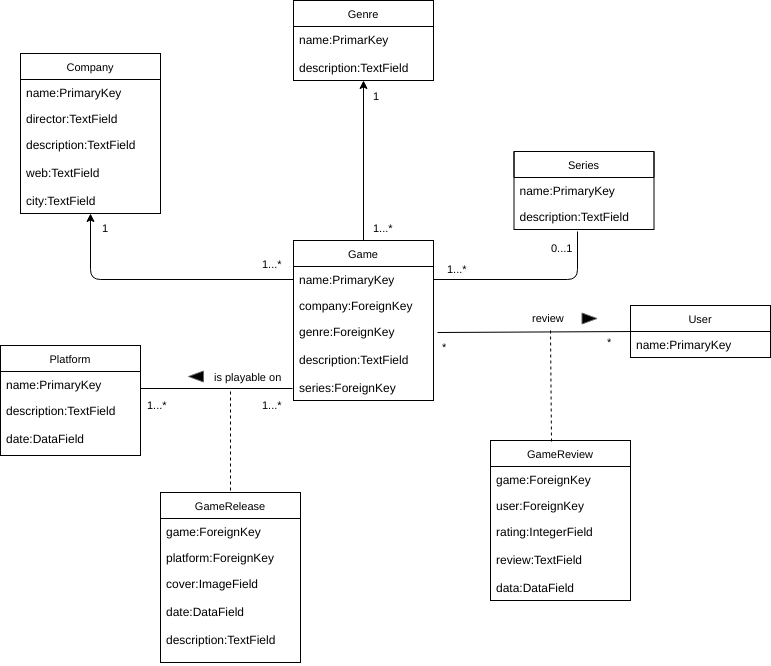 Genre
name:PrimarKey
description:TextField
Company
name:PrimaryKey
director:TextField
description:TextField
web:TextField
city:TextField
1
Series
name:PrimaryKey
description:TextField
1
1...*
0...1
1...*
1...*
Game
name:PrimaryKey
company:ForeignKey
genre:ForeignKey
description:TextField
series:ForeignKey
review
User
name:PrimaryKey
*
*
Platform
name:PrimaryKey
description:TextField
date:DataField
is playable on
1...*
1...*
GameReview
game:ForeignKey
user:ForeignKey
rating:IntegerField
review:TextField
data:DataField
GameRelease
game:ForeignKey
platform:ForeignKey
cover:ImageField
date:DataField
description:TextField